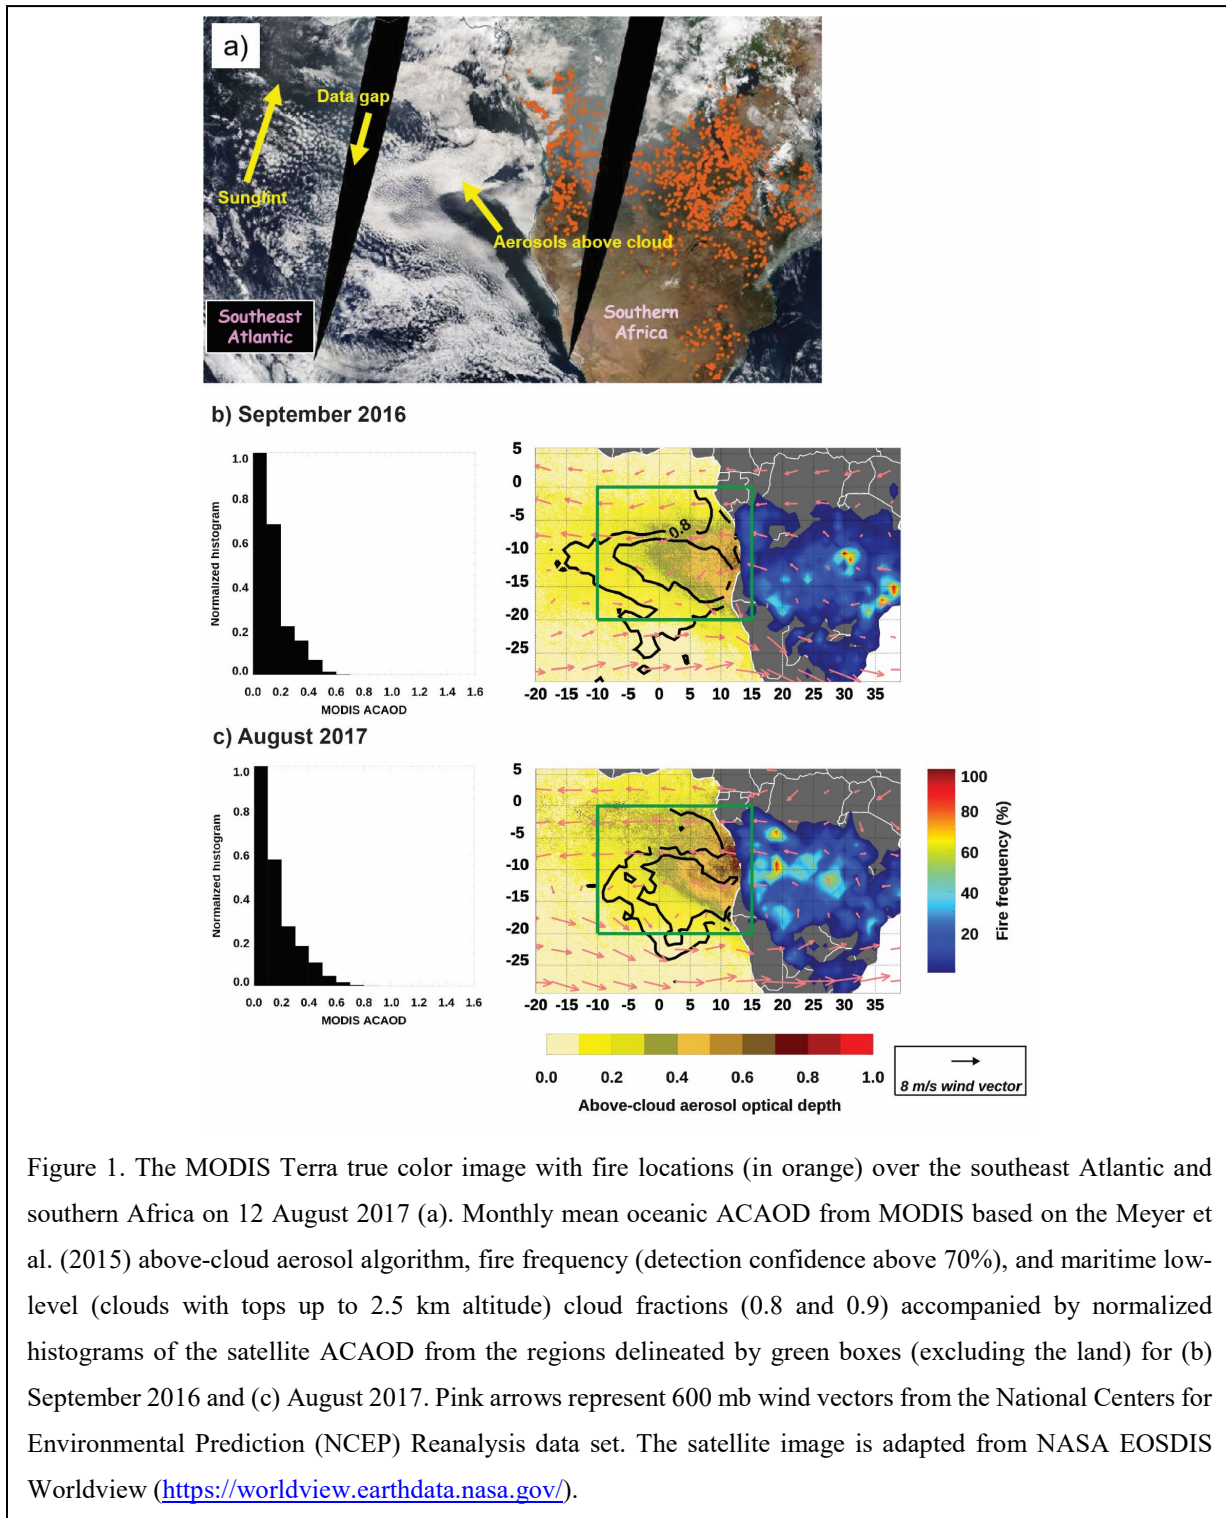 a)
Data gap
Sunglint
Aerosols above cloud
Southeast
Atlantic
Southern
Africa
b) September 2016
Normalized histogram
1.0
0.8
0.6
0.4
0.2
0.0
0.0 0.2 0.4 0.6 0.8 1.0 1.2 1.4 1.6
MODIS ACAOD
5
0
-5
-10
-15
-20
-25
0.8
-20 -15 -10 -5 0 5 10 15 20 25 30 35
c) August 2017
Normalized histogram
1.0
0.8
0.6
0.4
0.2
0.0
0.0 0.2 0.4 0.6 0.8 1.0 1.2 1.4 1.6
MODIS ACAOD
5
0
-5
-10
-15
-20
-25
-20 -15 -10 -5 0 5 10 15 20 25 30 35
100
80
60
40
20
Fire frequency (%)
0.0 0.2 0.4 0.6 0.8 1.0
Above-cloud aerosol optical depth
8 m/s wind vector
Figure 1. The MODIS Terra true color image with fire locations (in orange) over the southeast Atlantic and
southern Africa on 12 August 2017 (a). Monthly mean oceanic ACAOD from MODIS based on the Meyer et
al. (2015) above-cloud aerosol algorithm, fire frequency (detection confidence above 70%), and maritime low-
level (clouds with tops up to 2.5 km altitude) cloud fractions (0.8 and 0.9) accompanied by normalized
histograms of the satellite ACAOD from the regions delineated by green boxes (excluding the land) for (b)
September 2016 and (c) August 2017. Pink arrows represent 600 mb wind vectors from the National Centers for
Environmental Prediction (NCEP) Reanalysis data set. The satellite image is adapted from NASA EOSDIS
Worldview (https://worldview.earthdata.nasa.gov/).